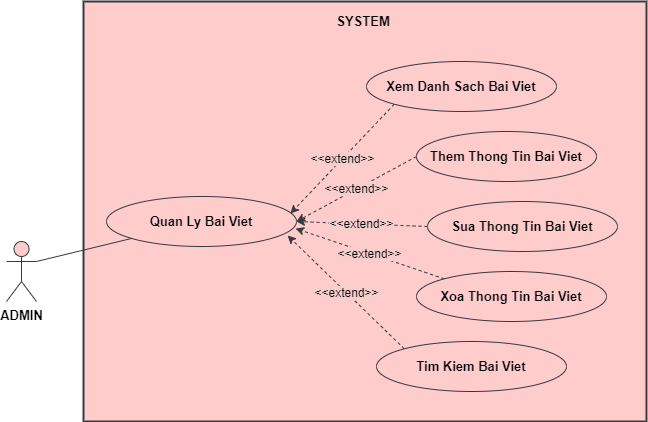 SYSTEM
Xem Danh Sach Bai Viet
<<extend>>
Them Thong Tin Bai Viet
<<extend>>
Quan Ly Bai Viet
<<extend>>
Sua Thong Tin Bai Viet
<<extend>>
Xoa Thong Tin Bai Viet
<<extend>>
ADMIN
Tim Kiem Bai Viet